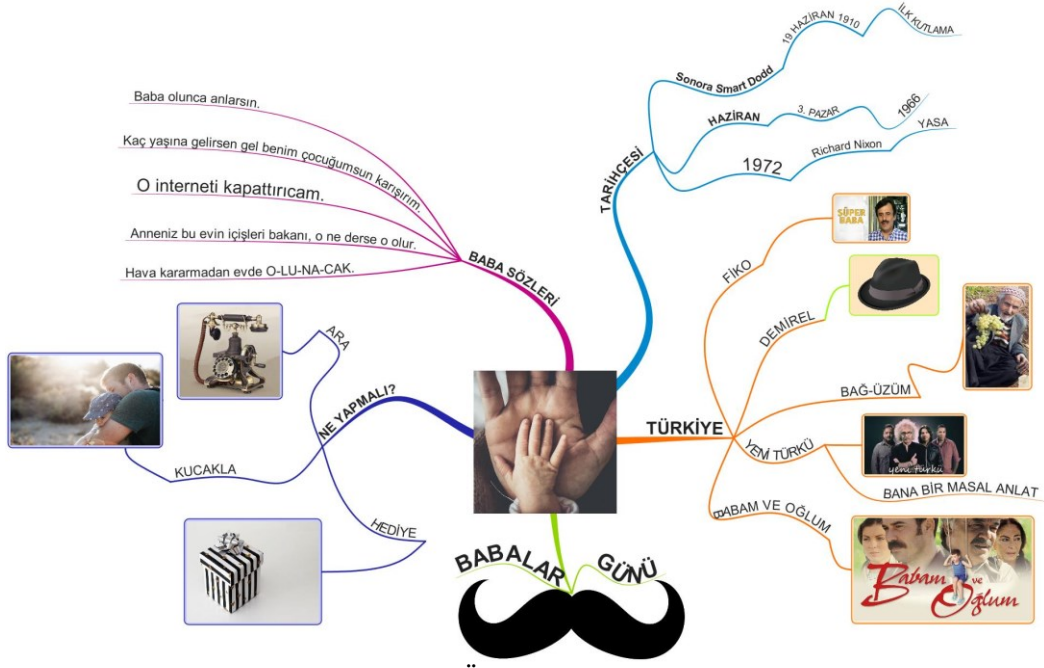 Baba olunca anlarsın.
Kaç yaşına gelirsen gel benim çocuğumsun karışırım.
O interneti kapattırıcam.
Anneniz bu evin içişleri bakanı, o ne derse o olur.
Hava kararmadan evde O-LU-NA-CAK.
BABA SÖZLERİ
TARİHÇESİ
Sonora Smart Dodd
19 HAZİRAN 1910
İLK KUTLAMA
HAZİRAN
3. PAZAR
1966
1972
Richard Nixon
YASA
NE YAPMALI?
ARA
KUCAKLA
HEDİYE
TÜRKİYE
FİKO
SÜPER
BABA
DEMİREL
BAĞ-ÜZÜM
YENİ TÜRKÜ
yeni türkü
BANA BİR MASAL ANLAT
BABAM VE OĞLUM
Babam ve
Oğlum
BABALAR GÜNÜ
Ü